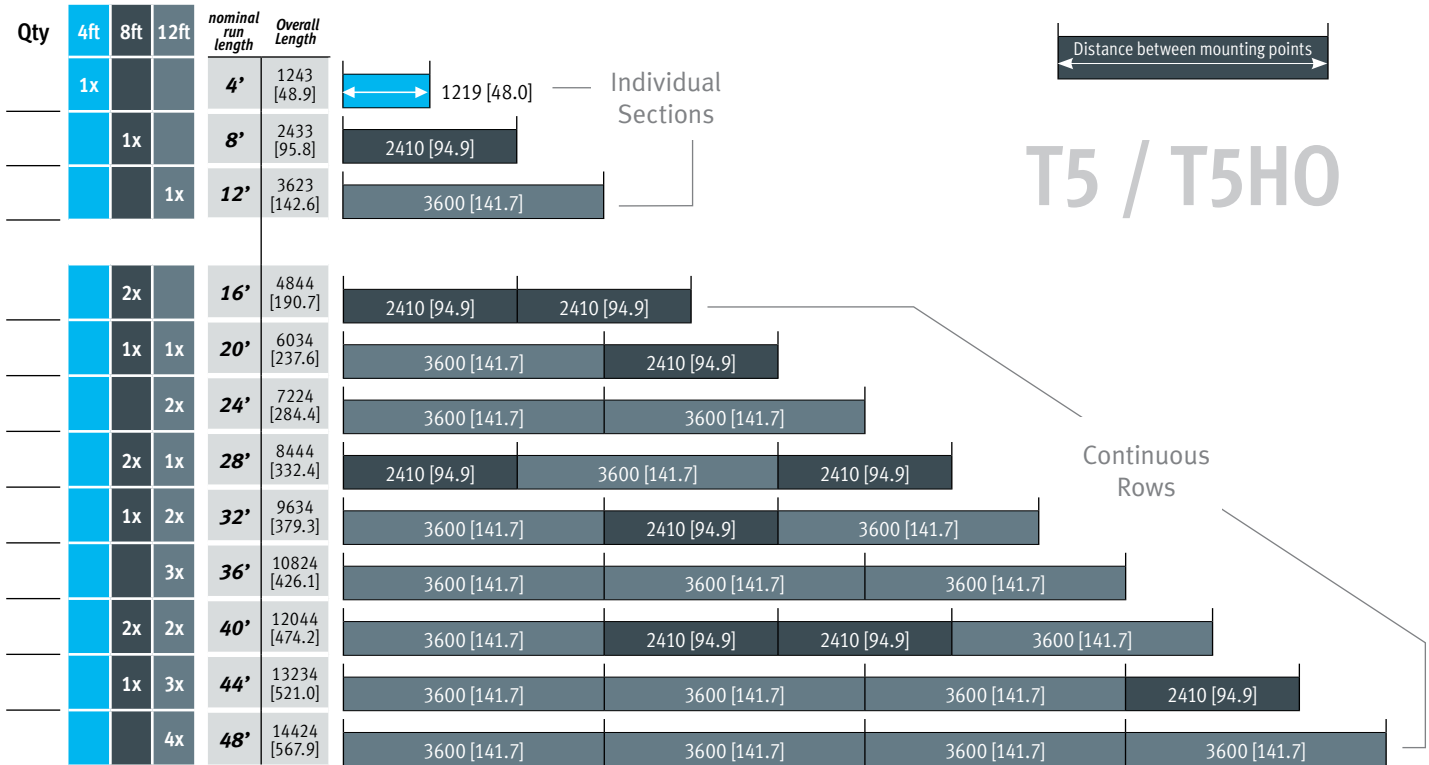 Qty 4ft 8ft 12ft nominal run length Overall Length
Distance between mounting points
T5 / T5HO
1x 4’ 1243 [48.9] 1219 [48.0]
Individual
Sections
1x 8’ 2433 [95.8] 2410 [94.9]
1x 12’ 3623 [142.6] 3600 [141.7]
2x 16’ 4844 [190.7] 2410 [94.9] 2410 [94.9]
1x 1x 20’ 6034 [237.6] 3600 [141.7] 2410 [94.9]
2x 24’ 7224 [284.4] 3600 [141.7] 3600 [141.7]
2x 1x 28’ 8444 [332.4] 2410 [94.9] 3600 [141.7] 2410 [94.9]
Continuous
Rows
1x 2x 32’ 9634 [379.3] 3600 [141.7] 2410 [94.9] 3600 [141.7]
3x 36’ 10824 [426.1] 3600 [141.7] 3600 [141.7] 3600 [141.7]
2x 2x 40’ 12044 [474.2] 3600 [141.7] 2410 [94.9] 2410 [94.9] 3600 [141.7]
1x 3x 44’ 13234 [521.0] 3600 [141.7] 3600 [141.7] 3600 [141.7] 2410 [94.9]
4x 48’ 14424 [567.9] 3600 [141.7] 3600 [141.7] 3600 [141.7] 3600 [141.7]